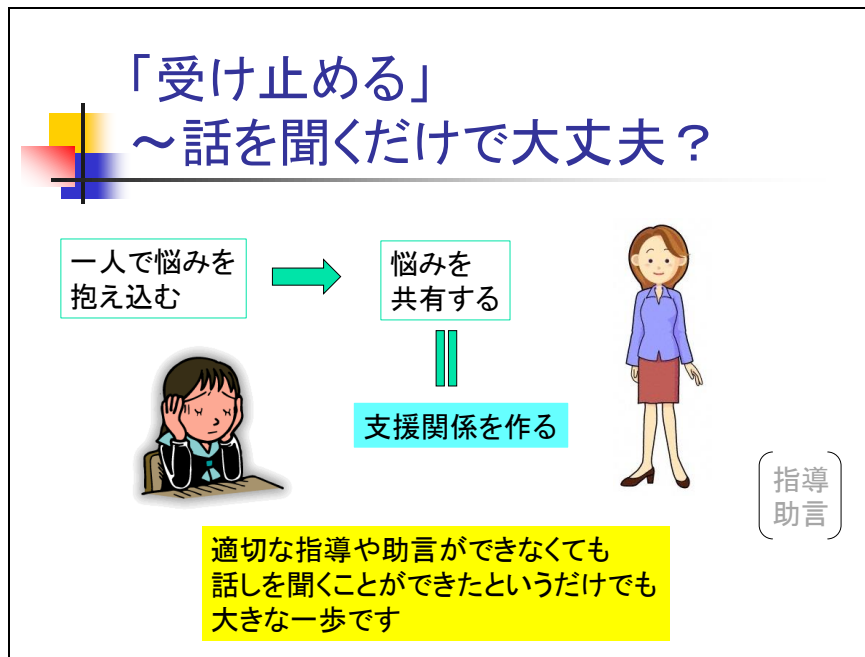 「受け止める」
～話を聞くだけで大丈夫？
一人で悩みを
抱え込む
悩みを
共有する
支援関係を作る
指導
助言
適切な指導や助言ができなくても
話しを聞くことができたというだけでも
大きな一歩です